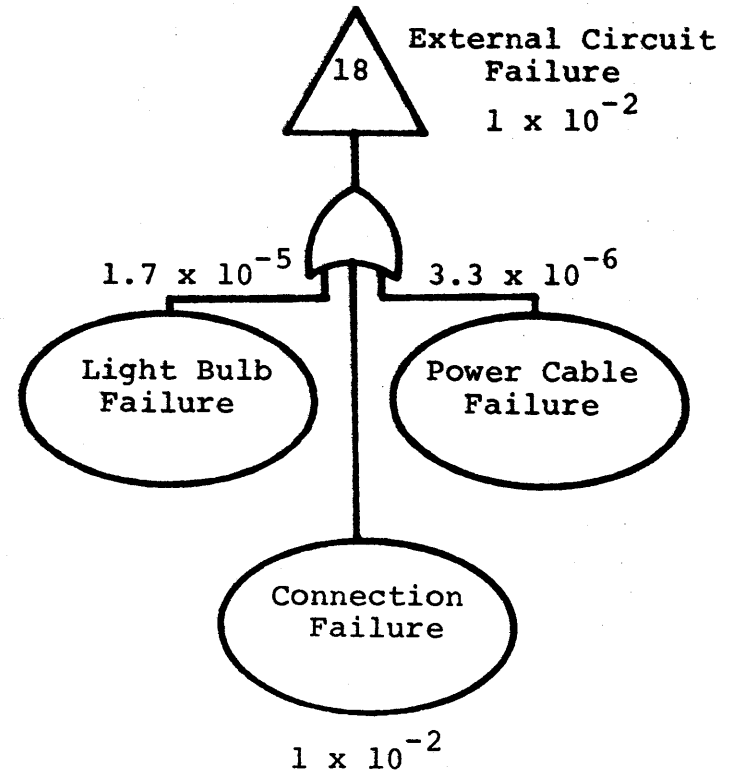 18
External Circuit
Failure
1 x 10^-2
1.7 x 10^-5
3.3 x 10^-6
Light Bulb
Failure
Power Cable
Failure
Connection
Failure
1 x 10^-2